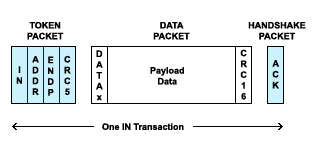 TOKEN
PACKET
DATA
PACKET
HANDSHAKE
PACKET
IN
ADDR
ENDP
CRC5
DATAx
Payload
Data
CRC16
ACK
One IN Transaction